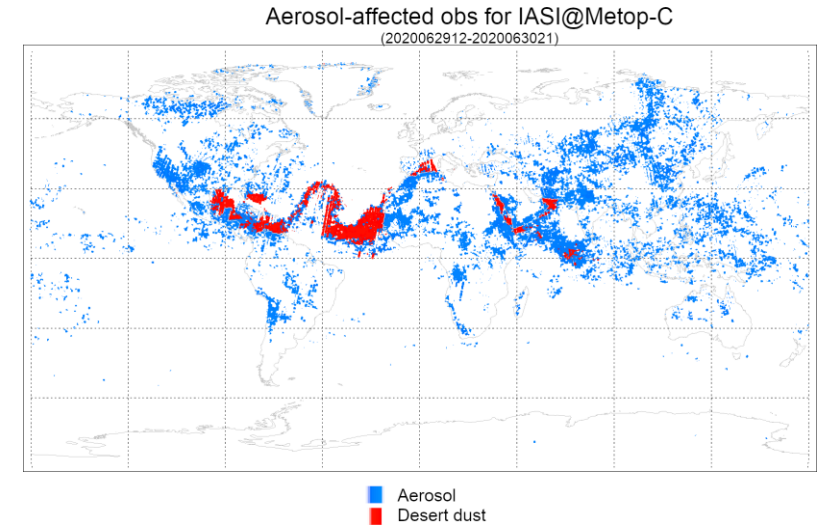 Aerosol-affected obs for IASI@Metop-C
(2020062912-2020063021)
Aerosol
Desert dust